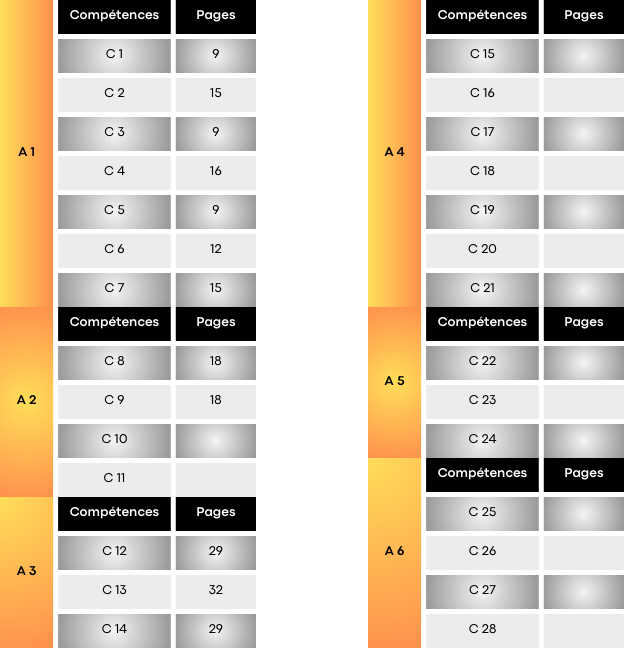 Compétences Pages
C 1 9
C 2 15
C 3 9
A 1
C 4 16
C 5 9
C 6 12
C 7 15
Compétences Pages
C 8 18
A 2 C 9 18
C 10
C 11
Compétences Pages
C 12 29
A 3
C 13 32
C 14 29
Compétences Pages
C 15
C 16
C 17
A 4
C 18
C 19
C 20
C 21
Compétences Pages
C 22
A 5
C 23
C 24
Compétences Pages
C 25
A 6 C 26
C 27
C 28